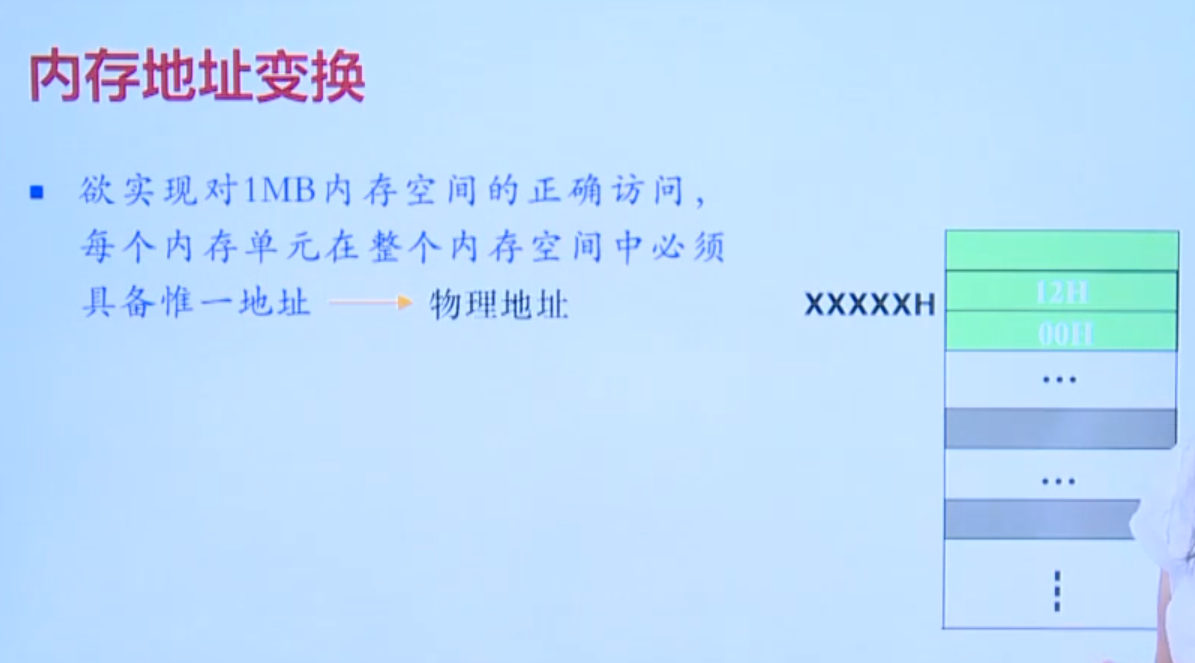 内存地址变换
欲实现对1MB内存空间的正确访问，
每个内存单元在整个内存空间中必须
具备惟一地址 物理地址
XXXXXH
12H
00H
...
...